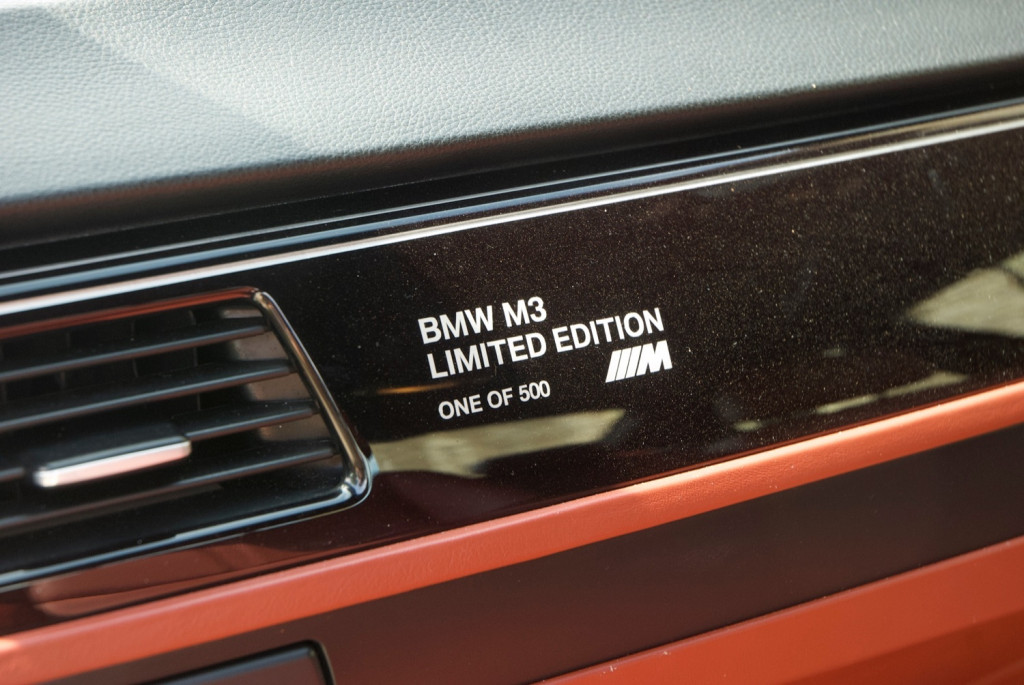 BMW M3
LIMITED EDITION
M
ONE OF 500